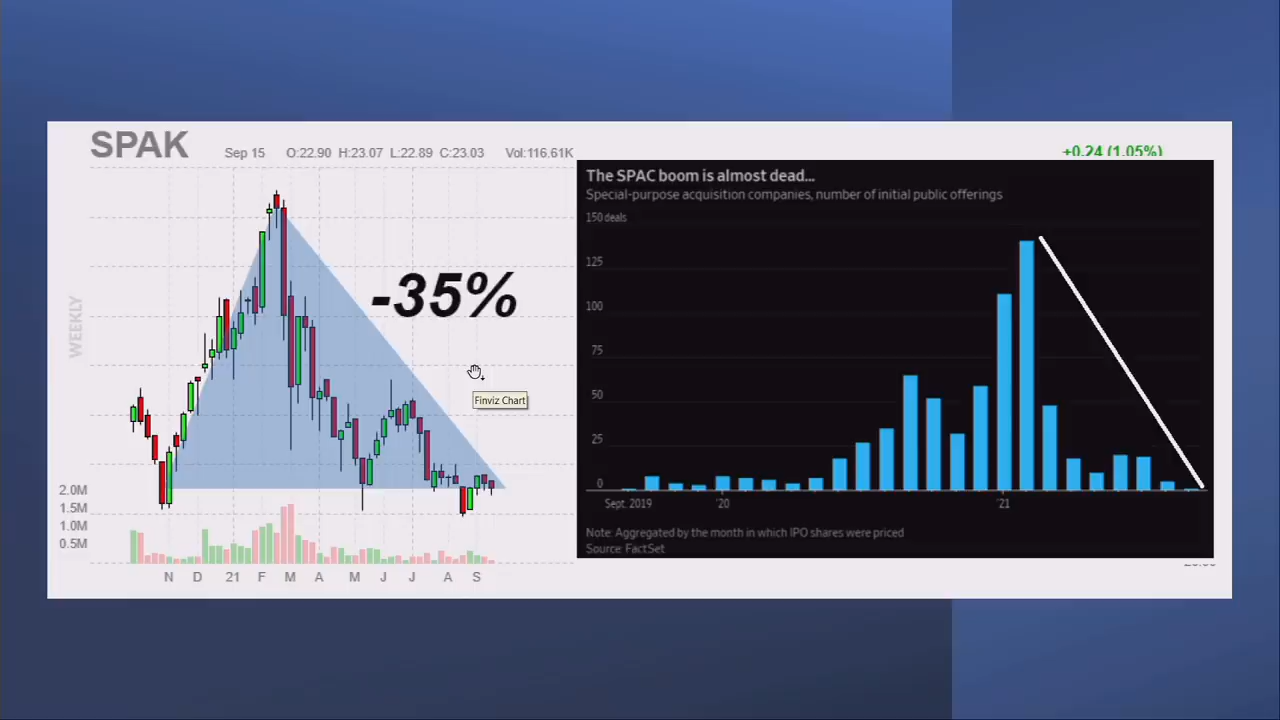 SPAK
Sep 15 O:22.90 H:23.07 L:22.89 C:23.03 Vol:116.61K
+0.24 (1.05%)
The SPAC boom is almost dead...
Special-purpose acquisition companies, number of initial public offerings
150 deals
125
100
75
50
25
0
Sept. 2019 '20 '21
Note: Aggregated by the month in which IPO shares were priced
Source: FactSet
-35%
Finviz Chart
WEEKLY
2.0M
1.5M
1.0M
0.5M
N D 21 F M A M J J A S